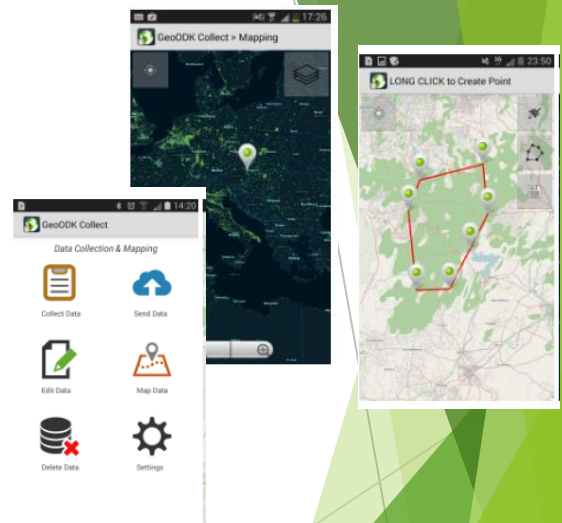 17:26
GeoODK Collect > Mapping
23:50
LONG CLICK to Create Point
14:20
GeoODK Collect
Data Collection & Mapping
Collect Data
Send Data
Edit Data
Map Data
Delete Data
Settings